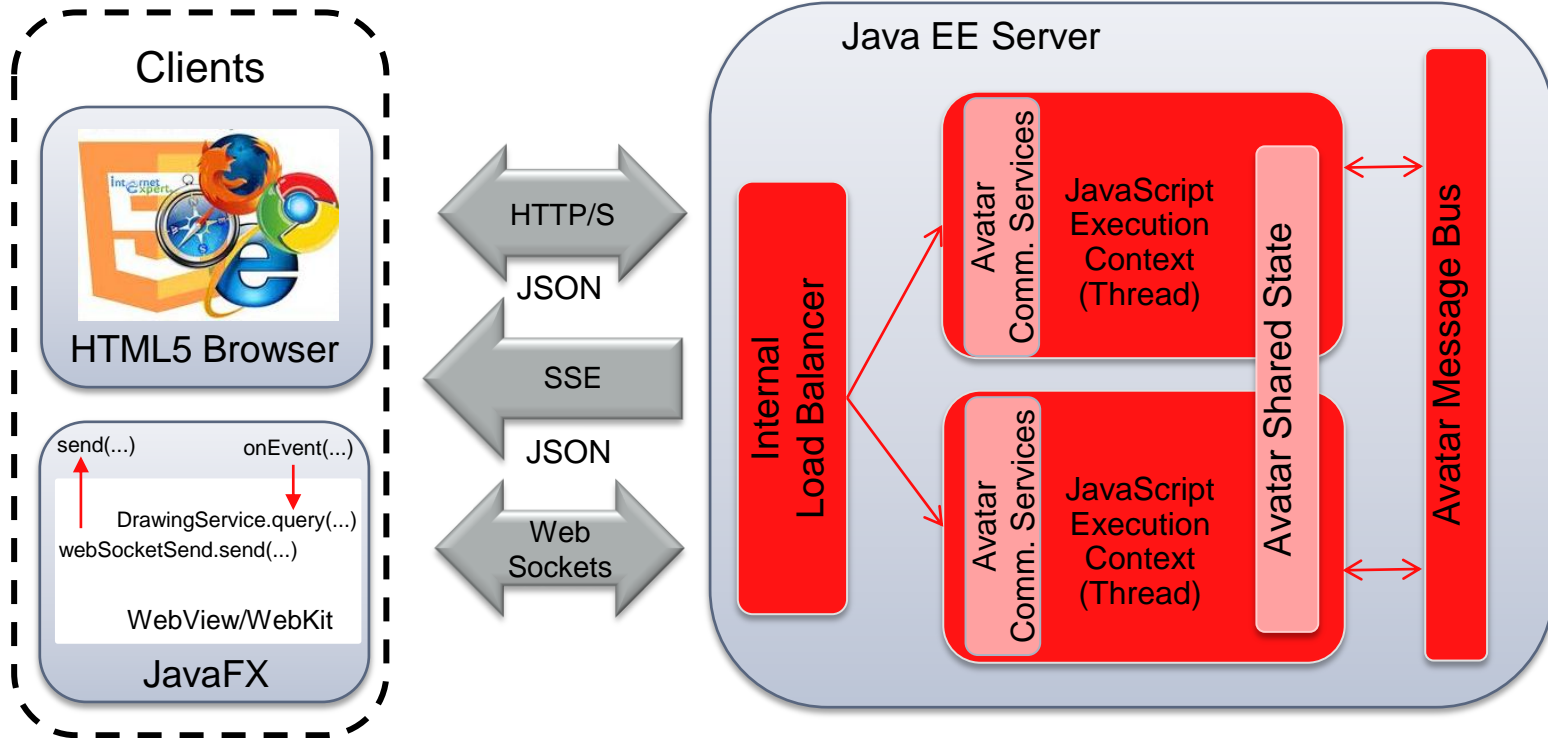 Clients
Internet
Expert
HTML5 Browser
send(...)
onEvent(...)
DrawingService.query(...)
webSocketSend.send(...)
WebView/WebKit
JavaFX
HTTP/S
JSON
SSE
JSON
Web
Sockets
Java EE Server
Internal
Load Balancer
Avatar
Comm. Services
JavaScript
Execution
Context
(Thread)
Avatar
Comm. Services
JavaScript
Execution
Context
(Thread)
Avatar Shared State
Avatar Message Bus